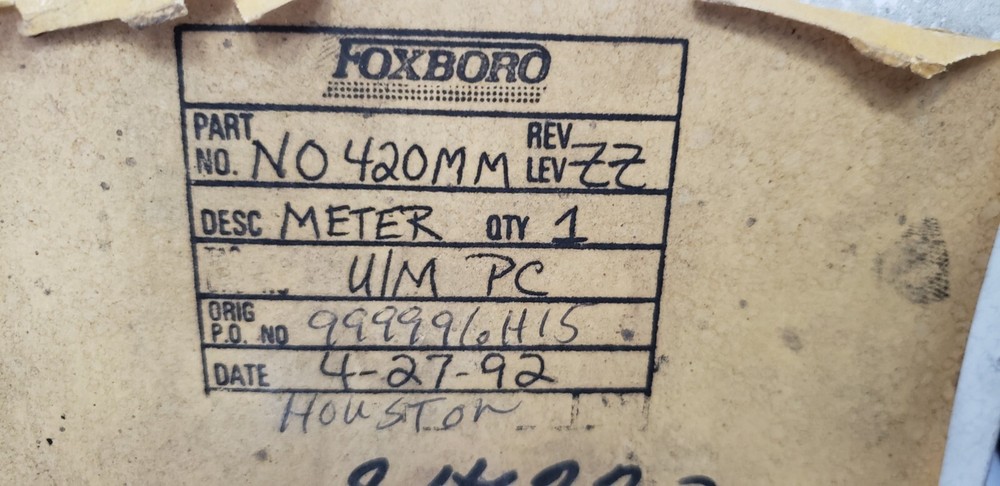 FOXBORO
PART NO. NO420MM REV LEV ZZ
DESC METER QTY 1
U/M PC
ORIG P.O. NO
DATE 4-27-92
HOUSTON